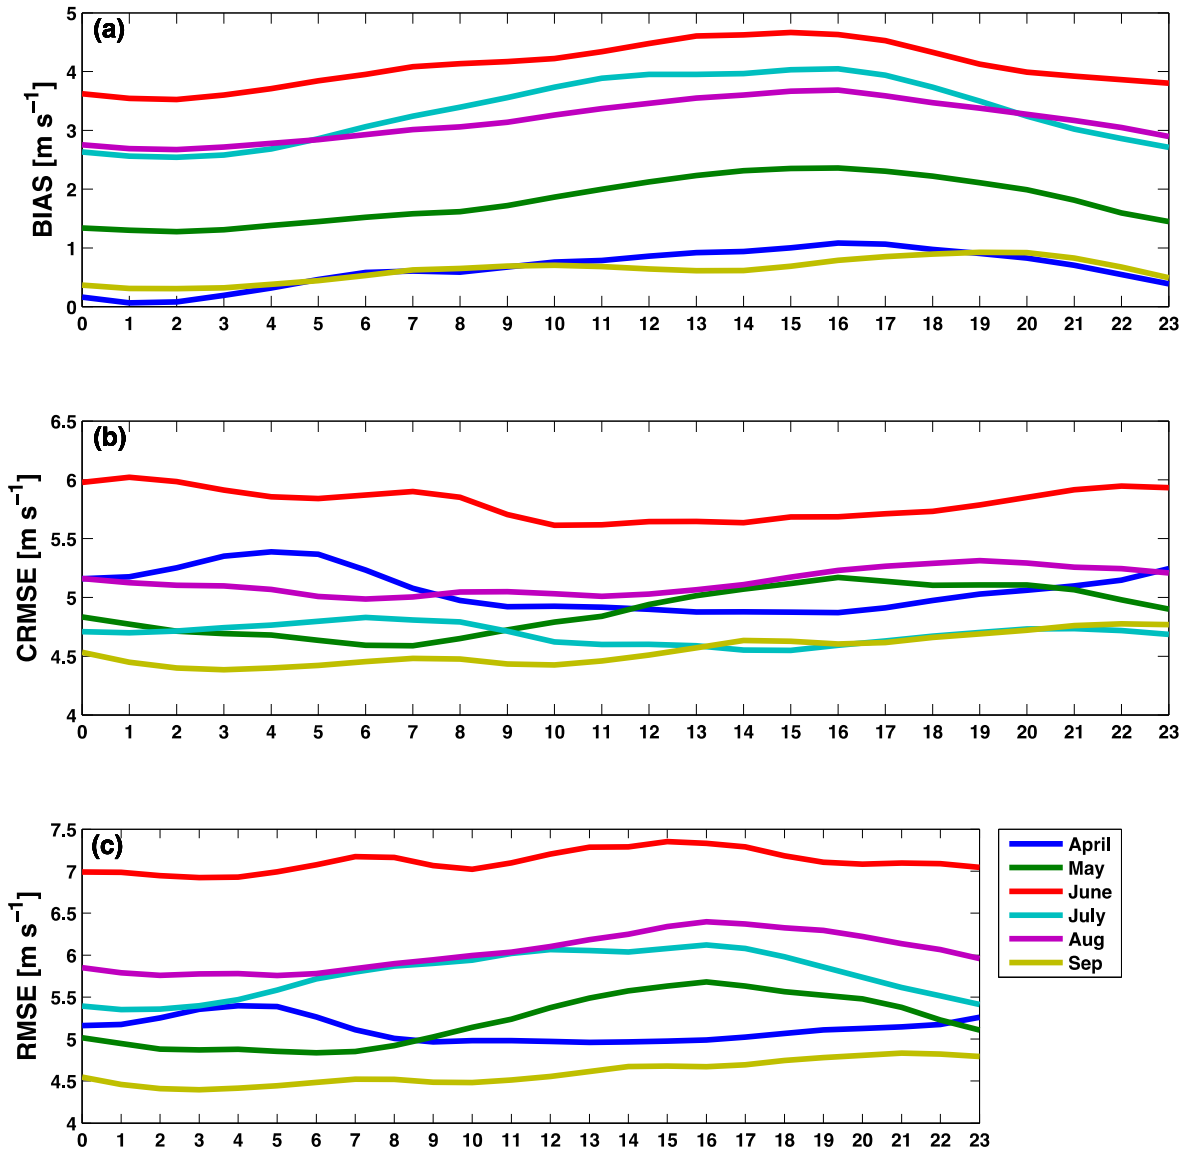 (a)
BIAS [m s⁻¹]
5
4
3
2
1
0
0 1 2 3 4 5 6 7 8 9 10 11 12 13 14 15 16 17 18 19 20 21 22 23
(b)
CRMSE [m s⁻¹]
6.5
6
5.5
5
4.5
4
0 1 2 3 4 5 6 7 8 9 10 11 12 13 14 15 16 17 18 19 20 21 22 23
(c)
RMSE [m s⁻¹]
7.5
7
6.5
6
5.5
5
4.5
4
0 1 2 3 4 5 6 7 8 9 10 11 12 13 14 15 16 17 18 19 20 21 22 23
April
May
June
July
Aug
Sep